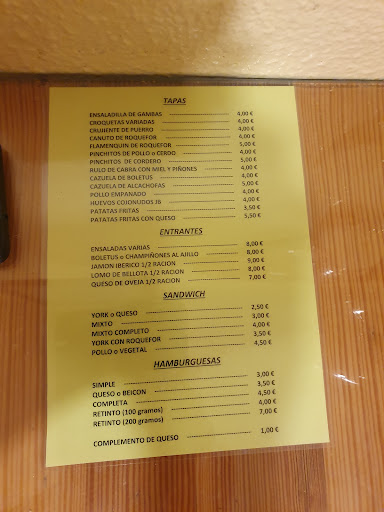 TAPAS
ENSALADILLA DE GAMBAS 4,00 €
CROQUETAS VARIADAS 4,00 €
CRUJIENTE DE PUERRO 4,00 €
CANUTO DE ROQUEFOR 4,00 €
FLAMENQUIN DE ROQUEFOR 5,00 €
PINCHITOS DE POLLO o CERDO 4,00 €
PINCHITOS DE CORDERO 5,00 €
RULO DE CABRA CON MIEL Y PIÑONES 4,00 €
CAZUELA DE BOLETUS 4,00 €
CAZUELA DE ALCACHOFAS 5,00 €
POLLO EMPANADO 4,00 €
HUEVOS COJONUDOS JB 4,00 €
PATATAS FRITAS 3,50 €
PATATAS FRITAS CON QUESO 5,50 €
ENTRANTES
ENSALADAS VARIAS 8,00 €
BOLETUS o CHAMPIÑONES AL AJILLO 8,00 €
JAMON IBERICO 1/2 RACION 9,00 €
LOMO DE BELLOTA 1/2 RACION 8,00 €
QUESO DE OVEJA 1/2 RACION 7,00 €
SANDWICH
YORK o QUESO 2,50 €
MIXTO 3,00 €
MIXTO COMPLETO 4,00 €
YORK CON ROQUEFOR 3,50 €
POLLO o VEGETAL 4,50 €
HAMBURGUESAS
SIMPLE 3,00 €
QUESO o BEICON 3,50 €
COMPLETA 4,50 €
RETINTO (100 gramos) 4,00 €
RETINTO (200 gramos) 7,00 €
COMPLEMENTO DE QUESO 1,00 €